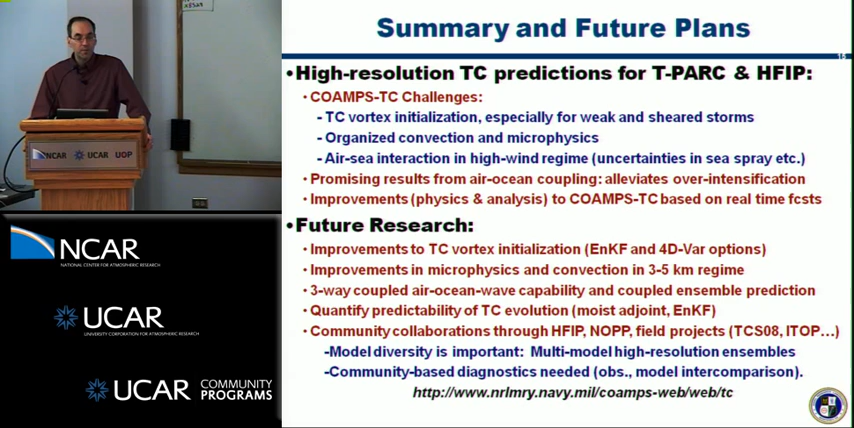 Summary and Future Plans
15
•High-resolution TC predictions for T-PARC & HFIP:
• COAMPS-TC Challenges:
- TC vortex initialization, especially for weak and sheared storms
- Organized convection and microphysics
- Air-sea interaction in high-wind regime (uncertainties in sea spray etc.)
• Promising results from air-ocean coupling: alleviates over-intensification
• Improvements (physics & analysis) to COAMPS-TC based on real time fcsts
•Future Research:
• Improvements to TC vortex initialization (EnKF and 4D-Var options)
• Improvements in microphysics and convection in 3-5 km regime
• 3-way coupled air-ocean-wave capability and coupled ensemble prediction
• Quantify predictability of TC evolution (moist adjoint, EnKF)
• Community collaborations through HFIP, NOPP, field projects (TCS08, ITOP…)
-Model diversity is important: Multi-model high-resolution ensembles
-Community-based diagnostics needed (obs., model intercomparison).
http://www.nrlmry.navy.mil/coamps-web/web/tc
NCAR UCAR UOP
NCAR
NATIONAL CENTER FOR ATMOSPHERIC RESEARCH
UCAR
UNIVERSITY CORPORATION FOR ATMOSPHERIC RESEARCH
UCAR COMMUNITY
PROGRAMS